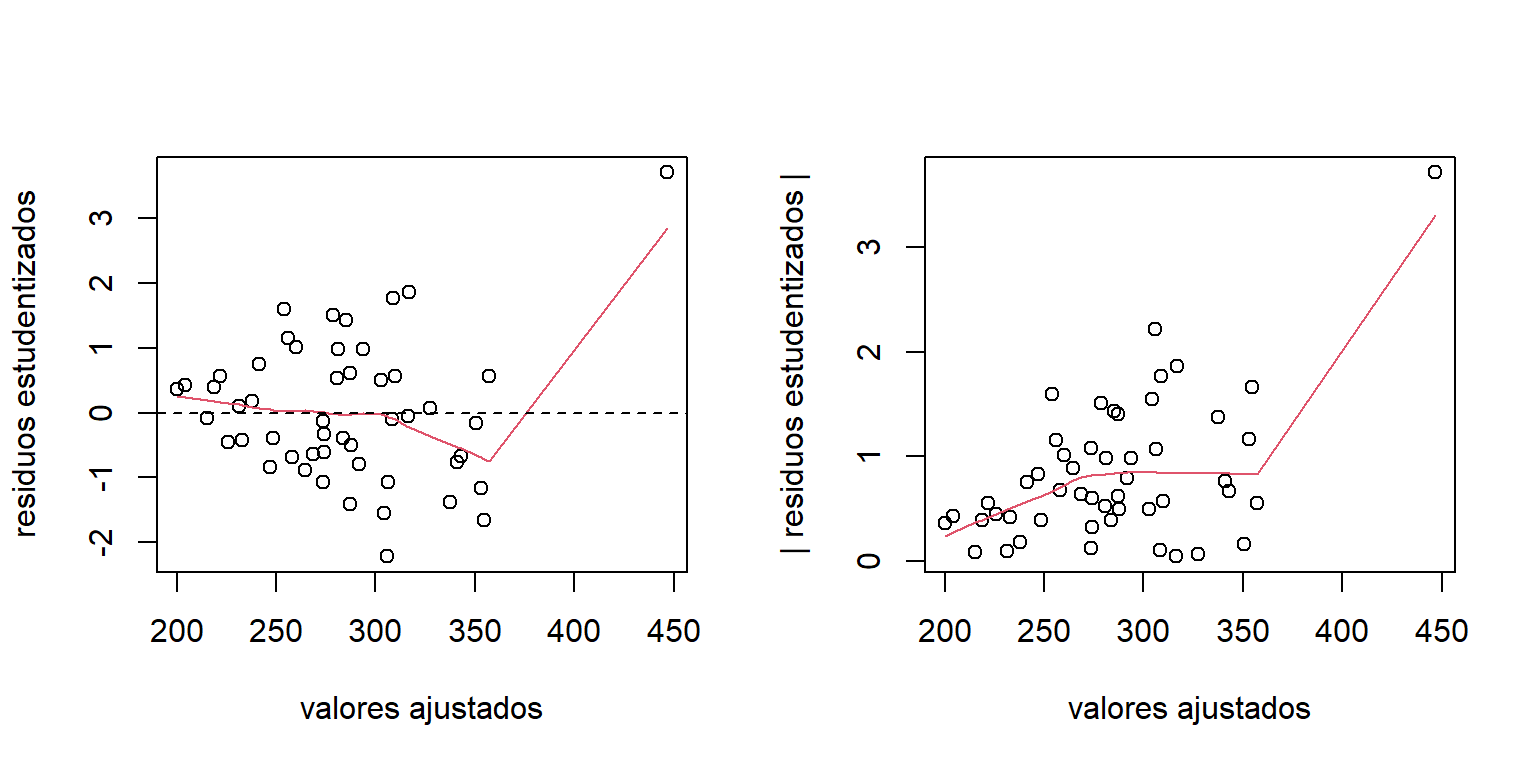 residuos estudentizados
3
2
1
0
-1
-2
200 250 300 350 400 450
valores ajustados
| residuos estudentizados |
3
2
1
0
200 250 300 350 400 450
valores ajustados